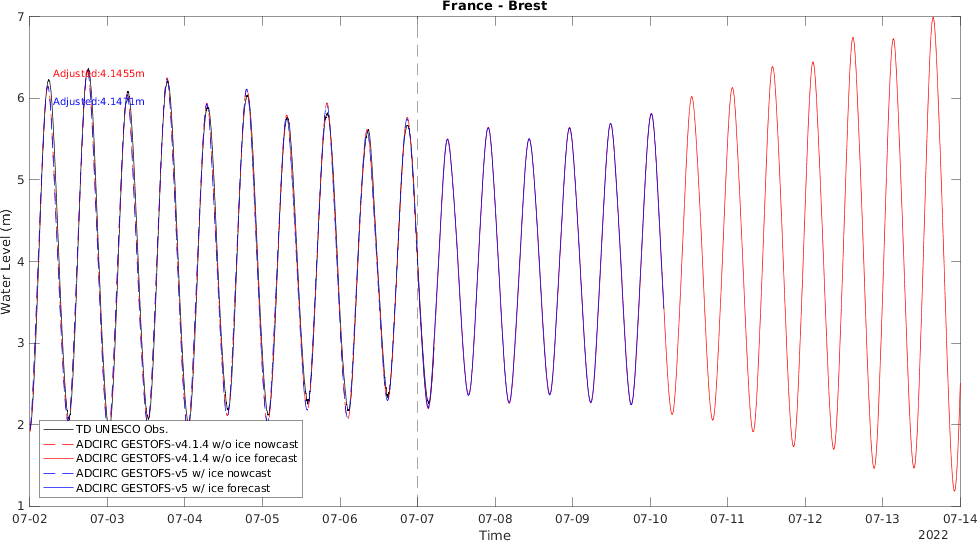 France - Brest
7
6
5
4
3
2
1
Water Level (m)
Adjusted:4.1455m
Adjusted:4.1471m
TD UNESCO Obs.
ADCIRC GESTOFS-v4.1.4 w/o ice nowcast
ADCIRC GESTOFS-v4.1.4 w/o ice forecast
ADCIRC GESTOFS-v5 w/ ice nowcast
ADCIRC GESTOFS-v5 w/ ice forecast
07-02 07-03 07-04 07-05 07-06 07-07 07-08 07-09 07-10 07-11 07-12 07-13 07-14
Time
2022